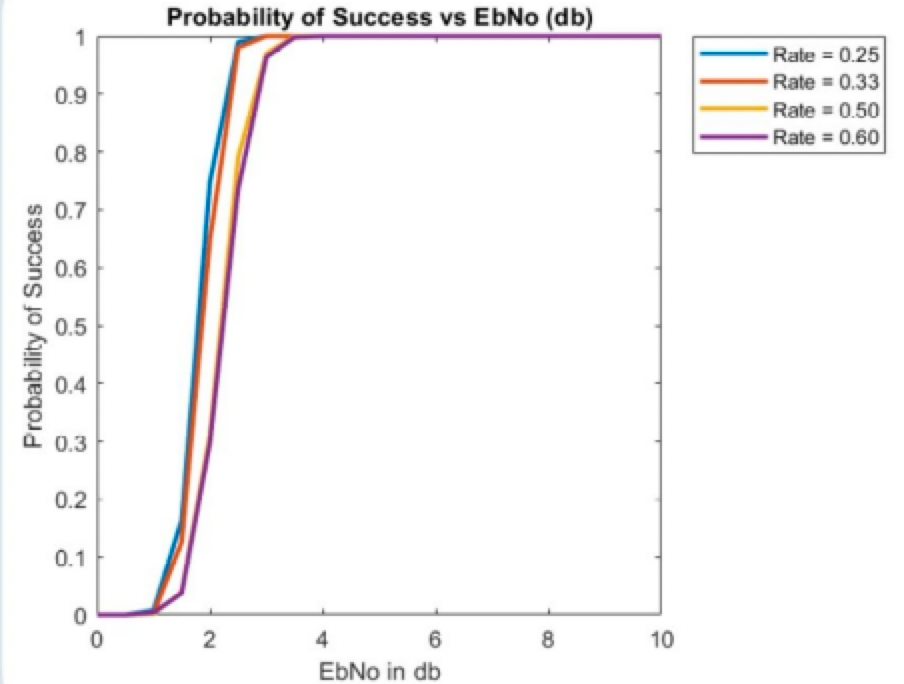 Probability of Success vs EbNo (db)
Probability of Success
1
0.9
0.8
0.7
0.6
0.5
0.4
0.3
0.2
0.1
0
0 2 4 6 8 10
EbNo in db
Rate = 0.25
Rate = 0.33
Rate = 0.50
Rate = 0.60